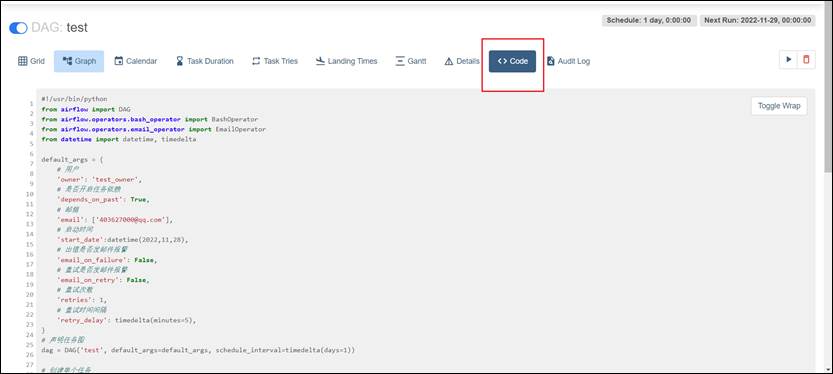 DAG: test
Schedule: 1 day, 0:00:00
Next Run: 2022-11-29, 00:00:00
Grid
Graph
Calendar
Task Duration
Task Tries
Landing Times
Gantt
Details
Code
Audit Log
Toggle Wrap
1 #!/usr/bin/python
2 from airflow import DAG
3 from airflow.operators.bash_operator import BashOperator
4 from airflow.operators.email_operator import EmailOperator
5 from datetime import datetime, timedelta
6
7 default_args = {
8 # 用户
9 'owner': 'test_owner',
10 # 是否开启任务依赖
11 'depends_on_past': True,
12 # 邮箱
13 'email': ['403627000@qq.com'],
14 # 启动时间
15 'start_date':datetime(2022,11,28),
16 # 出错是否发邮件报警
17 'email_on_failure': False,
18 # 重试是否发邮件报警
19 'email_on_retry': False,
20 # 重试次数
21 'retries': 1,
22 # 重试时间间隔
23 'retry_delay': timedelta(minutes=5),
24 }
25 # 声明任务图
26 dag = DAG('test', default_args=default_args, schedule_interval=timedelta(days=1))
27
# 创建单个任务